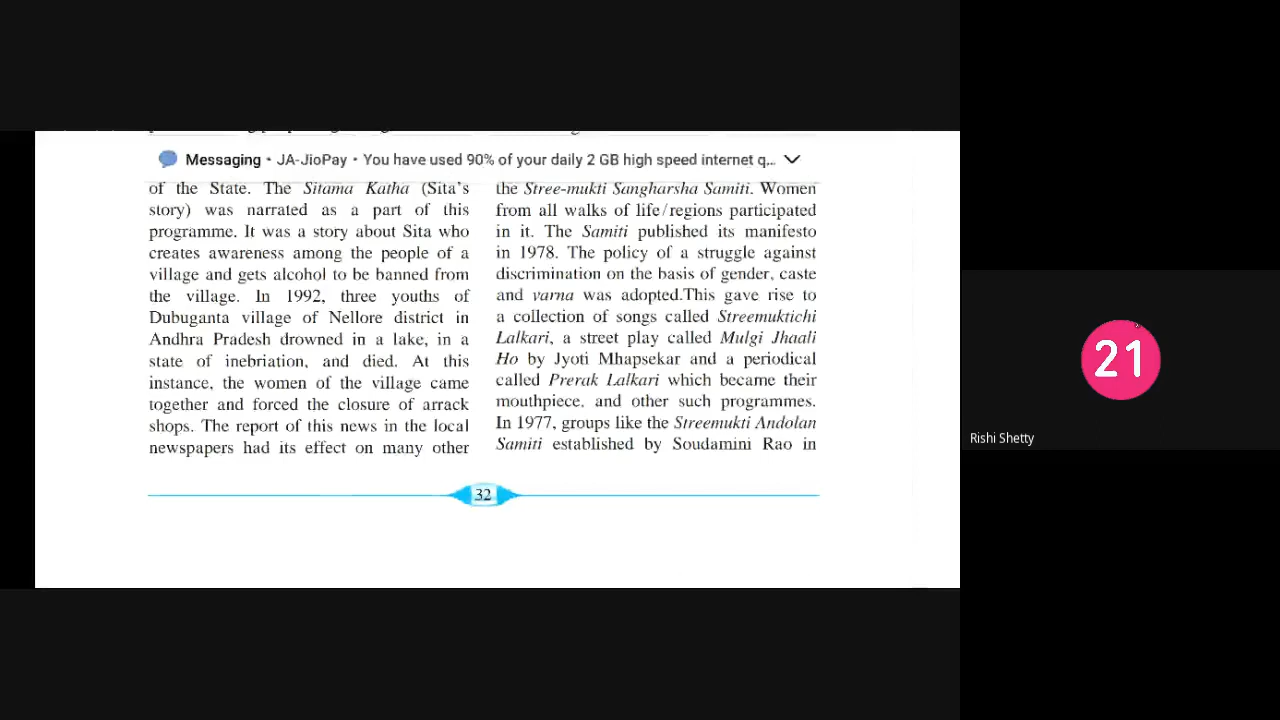 Messaging • JA-JioPay • You have used 90% of your daily 2 GB high speed internet q...
of the State. The Sitama Katha (Sita's
story) was narrated as a part of this
programme. It was a story about Sita who
creates awareness among the people of a
village and gets alcohol to be banned from
the village. In 1992, three youths of
Dubuganta village of Nellore district in
Andhra Pradesh drowned in a lake, in a
state of inebriation, and died. At this
instance, the women of the village came
together and forced the closure of arrack
shops. The report of this news in the local
newspapers had its effect on many other
the Stree-mukti Sangharsha Samiti. Women
from all walks of life/regions participated
in it. The Samiti published its manifesto
in 1978. The policy of a struggle against
discrimination on the basis of gender, caste
and varna was adopted.This gave rise to
a collection of songs called Streemuktichi
Lalkari, a street play called Mulgi Jhaali
Ho by Jyoti Mhapsekar and a periodical
called Prerak Lalkari which became their
mouthpiece, and other such programmes.
In 1977, groups like the Streemukti Andolan
Samiti established by Soudamini Rao in
32
21
Rishi Shetty